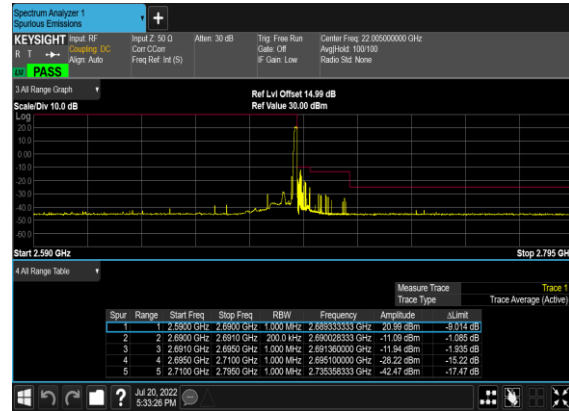 Spectrum Analyzer 1
Spurious Emissions
KEYSIGHT
R T
Input: RF
Coupling: DC
Align: Auto
Input Z: 50 Ω
Corr CCorr
Freq Ref: Int (S)
Atten: 30 dB
Trig: Free Run
Gate: Off
IF Gain: Low
Center Freq: 22.005000000 GHz
Avg|Hold: 100/100
Radio Std: None
PASS
3 All Range Graph
Scale/Div 10.0 dB
Ref Lvl Offset 14.99 dB
Ref Value 30.00 dBm
Log
20.0
10.0
0.00
-10.0
-20.0
-30.0
-40.0
-50.0
-60.0
Start 2.590 GHz
Stop 2.795 GH
4 All Range Table
Measure Trace Trace 1
Trace Type Trace Average (Active)
Spur Range Start Freq Stop Freq RBW Frequency Amplitude ΔLimit
1 1 2.5900 GHz 2.6900 GHz 1.000 MHz 2.689333333 GHz 20.99 dBm -9.014 dB
2 2 2.6900 GHz 2.6910 GHz 200.0 kHz 2.690028333 GHz -11.09 dBm -1.085 dB
3 3 2.6910 GHz 2.6950 GHz 1.000 MHz 2.691360000 GHz -11.94 dBm -1.935 dB
4 4 2.6950 GHz 2.7100 GHz 1.000 MHz 2.695100000 GHz -28.22 dBm -15.22 dB
5 5 2.7100 GHz 2.7950 GHz 1.000 MHz 2.735358333 GHz -42.47 dBm -17.47 dB
Jul 20, 2022
5:33:26 PM